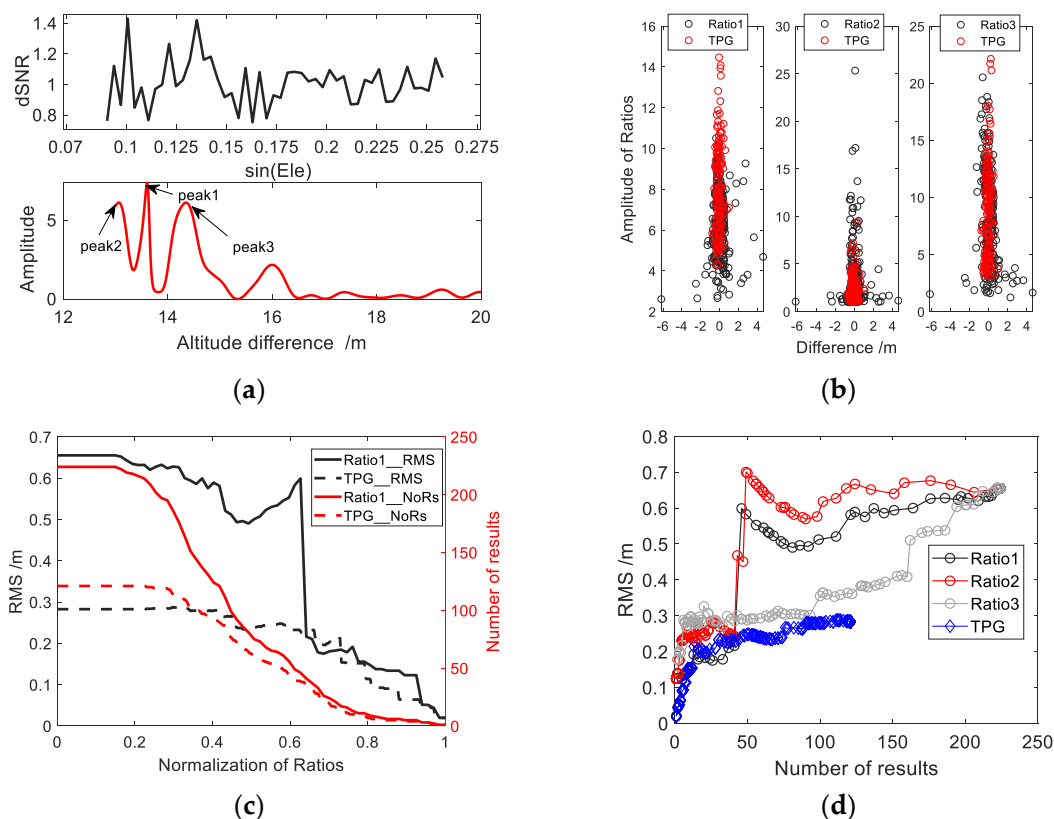 1.4
1.2
1
0.8
dSNR
0.07 0.1 0.125 0.15 0.175 0.2 0.225 0.25 0.275
sin(Ele)
5
0
Amplitude
peak1
peak2
peak3
12 14 16 18 20
Altitude difference /m
(a)
Ratio1
TPG
Ratio2
TPG
Ratio3
TPG
Amplitude of Ratios
16
14
12
10
8
6
4
2
30
25
20
15
10
5
0
25
20
15
10
5
0
-6 -4 -2 0 2 4
-6 -4 -2 0 2 4
-6 -4 -2 0 2 4
Difference /m
(b)
0.7
0.6
0.5
0.4
0.3
0.2
0.1
0
RMS /m
Ratio1__RMS
TPG__RMS
Ratio1__NoRs
TPG__NoRs
250
200
150
100
50
0
Number of results
0 0.2 0.4 0.6 0.8 1
Normalization of Ratios
(c)
0.8
0.7
0.6
0.5
0.4
0.3
0.2
0.1
0
RMS /m
Ratio1
Ratio2
Ratio3
TPG
0 50 100 150 200 250
Number of results
(d)